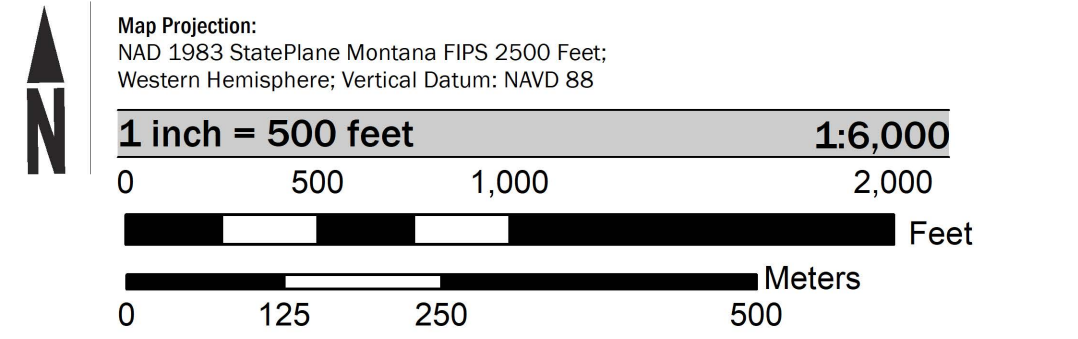 N
Map Projection:
NAD 1983 StatePlane Montana FIPS 2500 Feet;
Western Hemisphere; Vertical Datum: NAVD 88
1 inch = 500 feet 1:6,000
0 500 1,000 2,000
Feet
Meters
0 125 250 500